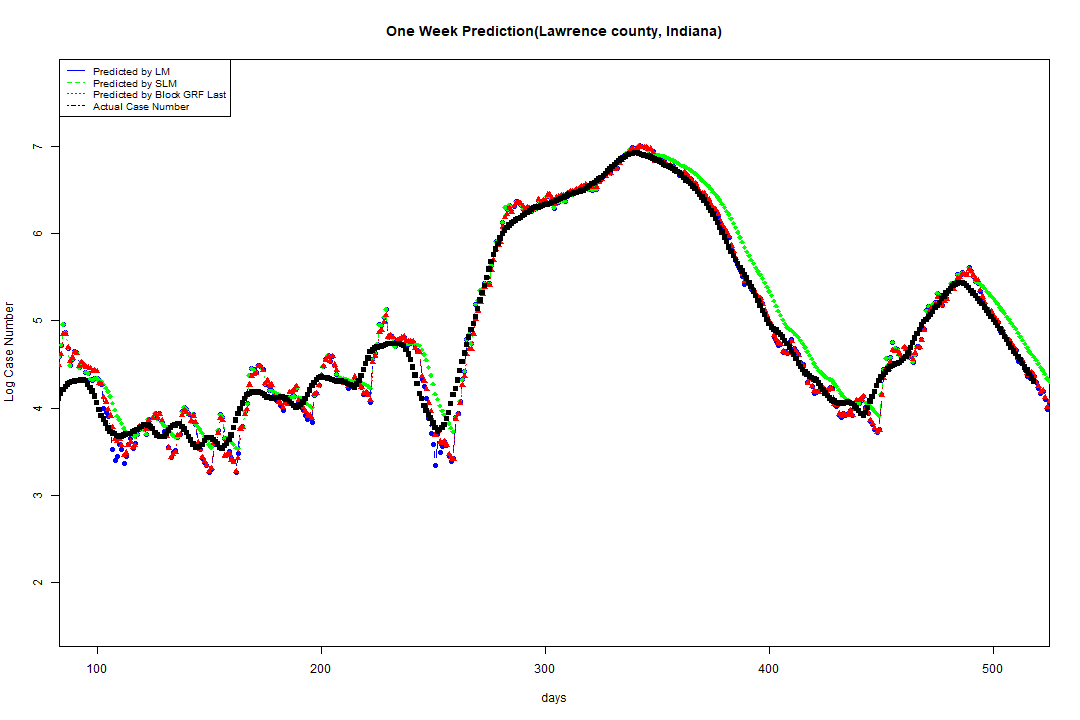 One Week Prediction(Lawrence county, Indiana)
Predicted by LM
Predicted by SLM
Predicted by Block GRF Last
Actual Case Number
7
6
5
4
3
2
Log Case Number
100 200 300 400 500
days